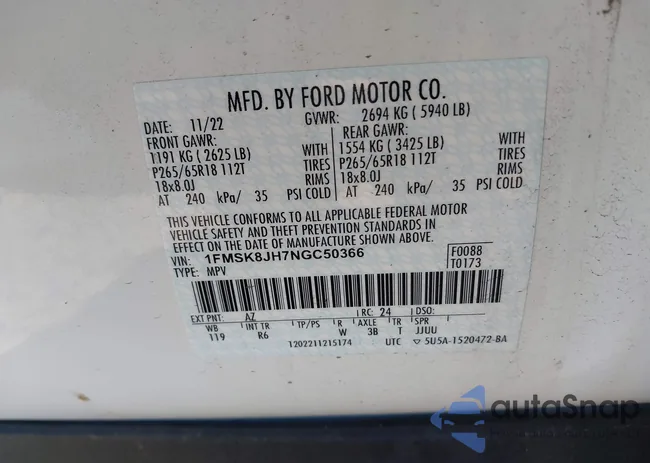 MFD. BY FORD MOTOR CO.
DATE: 11/22 GVWR: 2694 KG ( 5940 LB)
FRONT GAWR: REAR GAWR:
1191 KG ( 2625 LB) WITH 1554 KG ( 3425 LB) WITH
P265/65R18 112T TIRES P265/65R18 112T TIRES
18x8.0J RIMS 18x8.0J RIMS
AT 240 kPa/ 35 PSI COLD AT 240 kPa/ 35 PSI COLD
THIS VEHICLE CONFORMS TO ALL APPLICABLE FEDERAL MOTOR
VEHICLE SAFETY AND THEFT PREVENTION STANDARDS IN
EFFECT ON THE DATE OF MANUFACTURE SHOWN ABOVE.
VIN: 1FMSK8JH7NGC50366 F0088
TYPE: MPV T0173
EXT PNT: AZ RC: 24 DSO:
WB INT TR TP/PS R AXLE TR SPR
119 R6 W 3B T JJUU
1202211215174 UTC ▽ 5U5A-1520472-BA
autoSnap